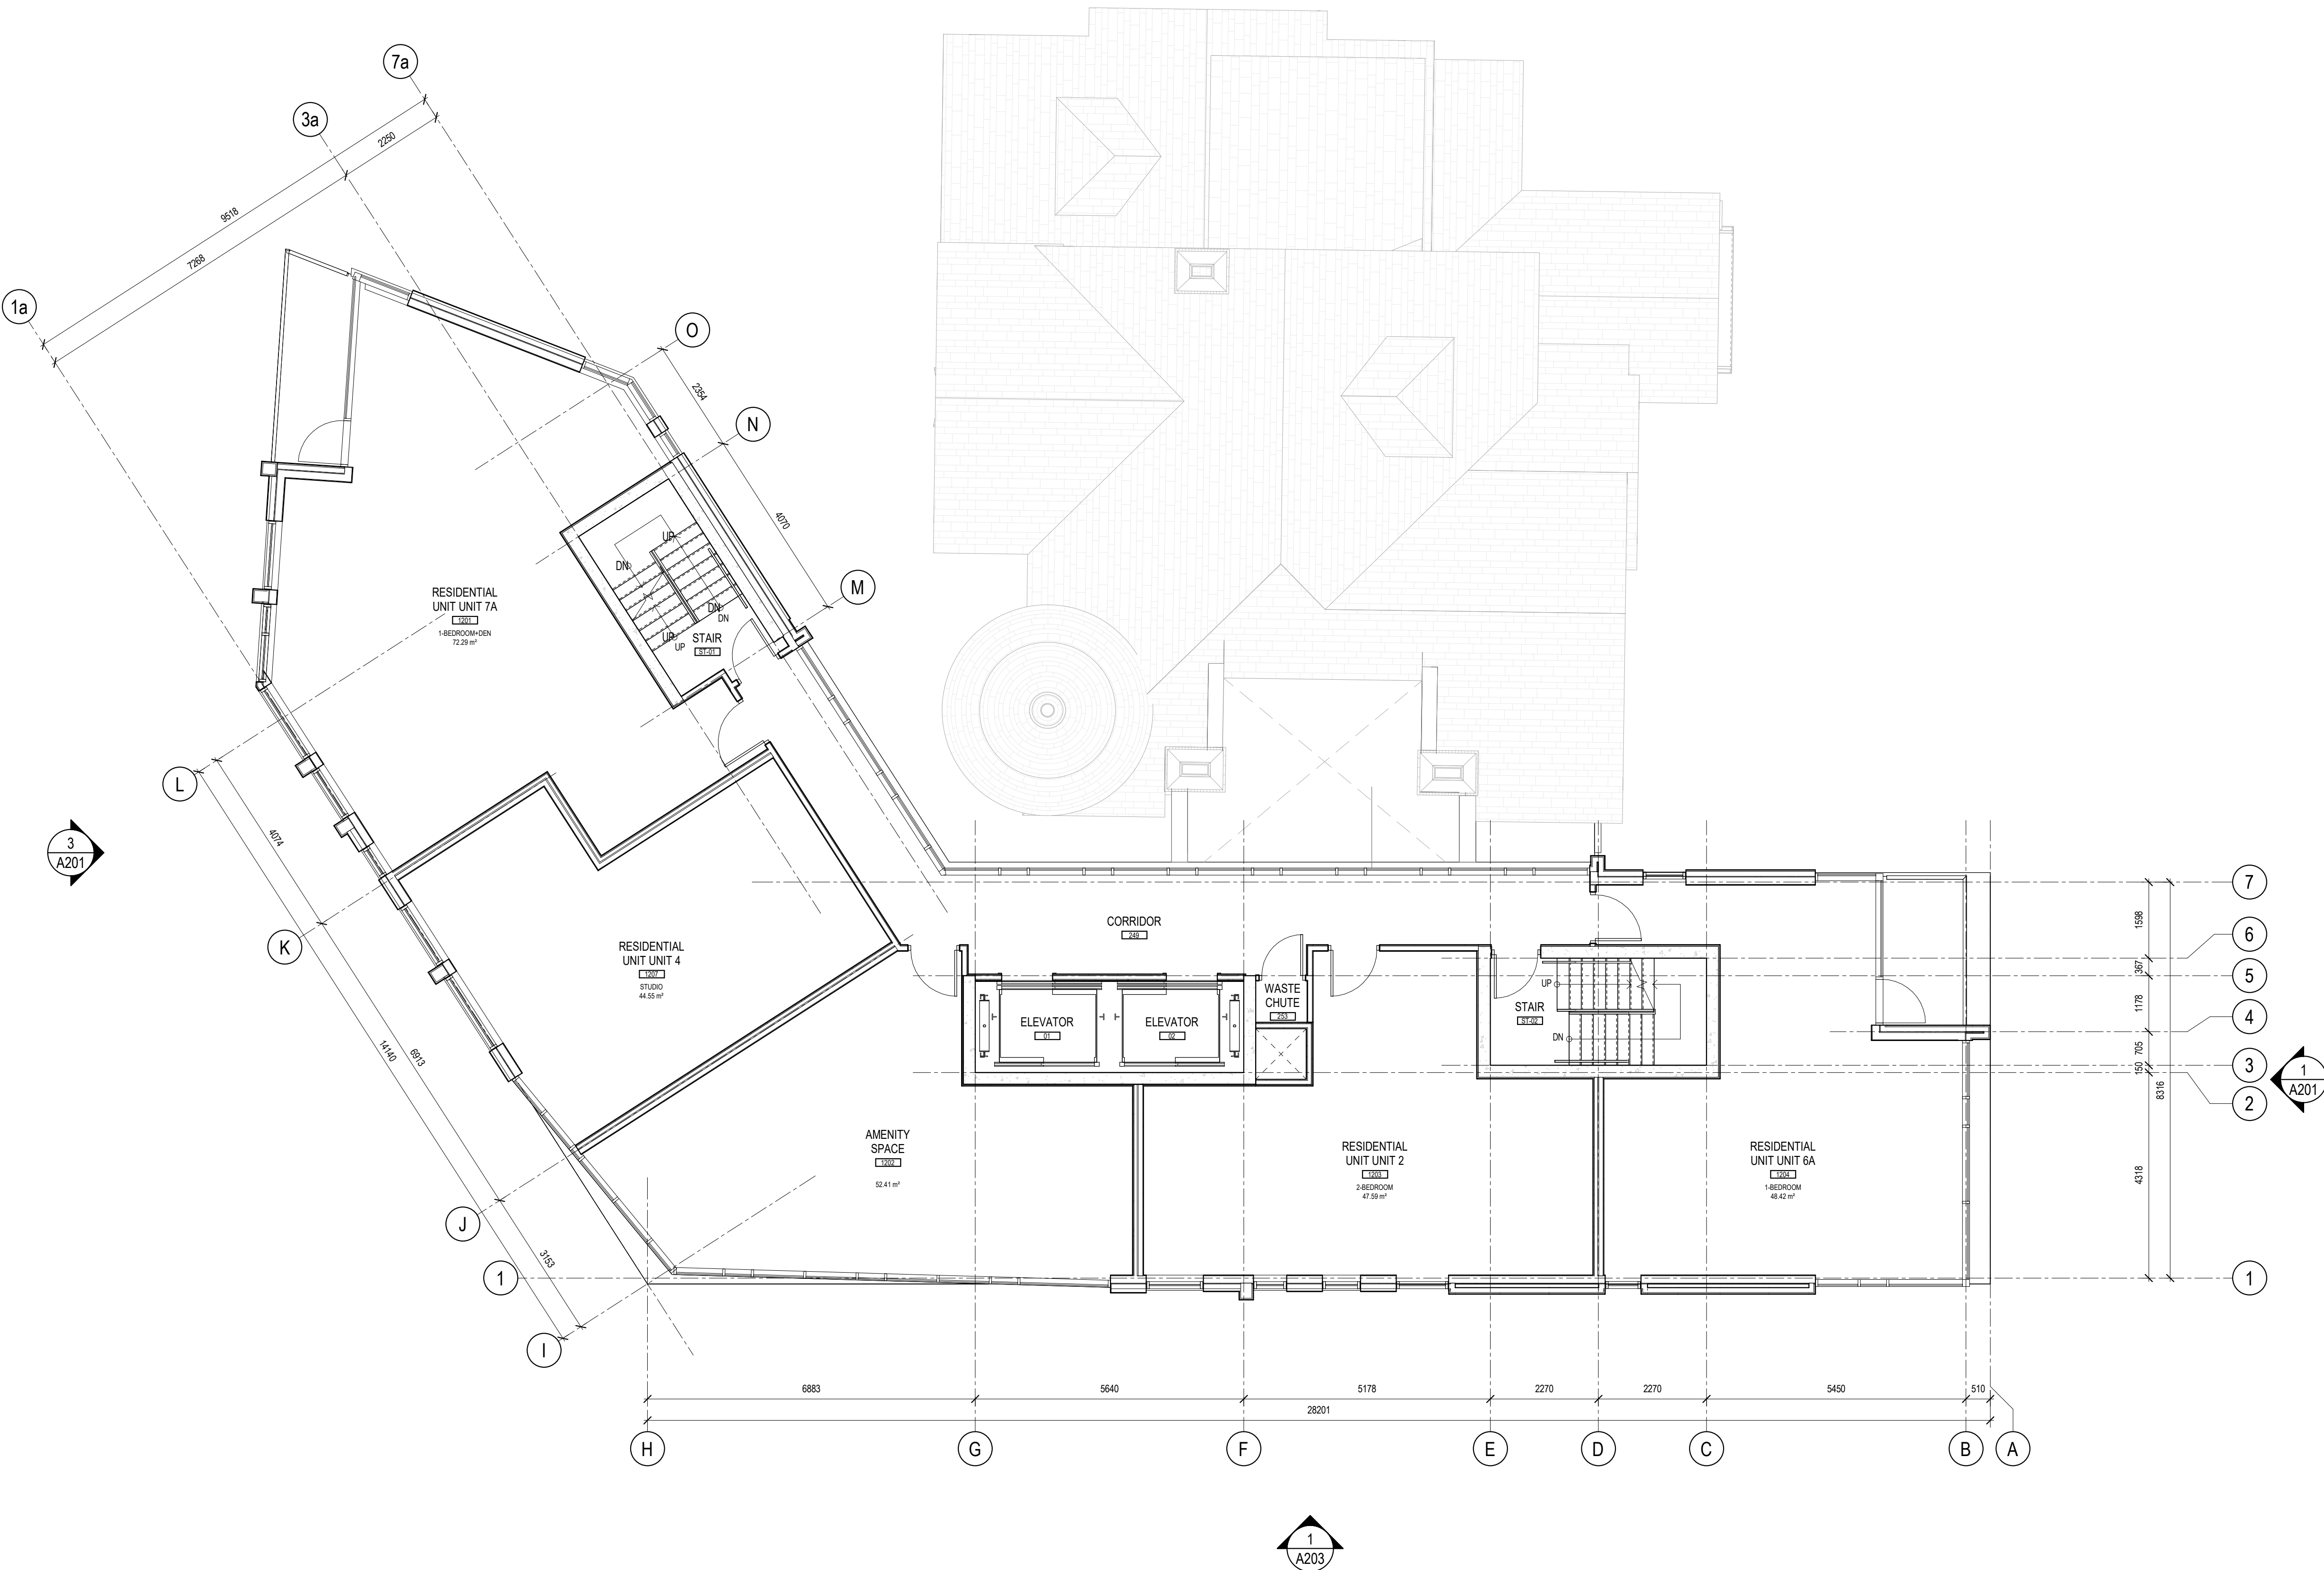 7a
3a
2250
9518
7268
1a
O
2354
N
4070
M
UP
DN
DN
DN
UP
UP
STAIR
ST-01
RESIDENTIAL
UNIT UNIT 7A
1201
1-BEDROOM+DEN
72.29 m²
L
3
A201
4074
K
RESIDENTIAL
UNIT UNIT 4
1207
STUDIO
44.55 m²
6913
14140
J
3153
I
CORRIDOR
249
ELEVATOR
01
ELEVATOR
02
WASTE
CHUTE
253
STAIR
ST-02
UP
DN
AMENITY
SPACE
1202
52.41 m²
RESIDENTIAL
UNIT UNIT 2
1203
2-BEDROOM
47.59 m²
RESIDENTIAL
UNIT UNIT 6A
1204
1-BEDROOM
48.42 m²
7
1598
6
367
5
1178
4
705
3
150
2
8316
4318
1
1
A201
1
6883
5640
5178
2270
2270
5450
510
28201
H
G
F
E
D
C
B
A
1
A203